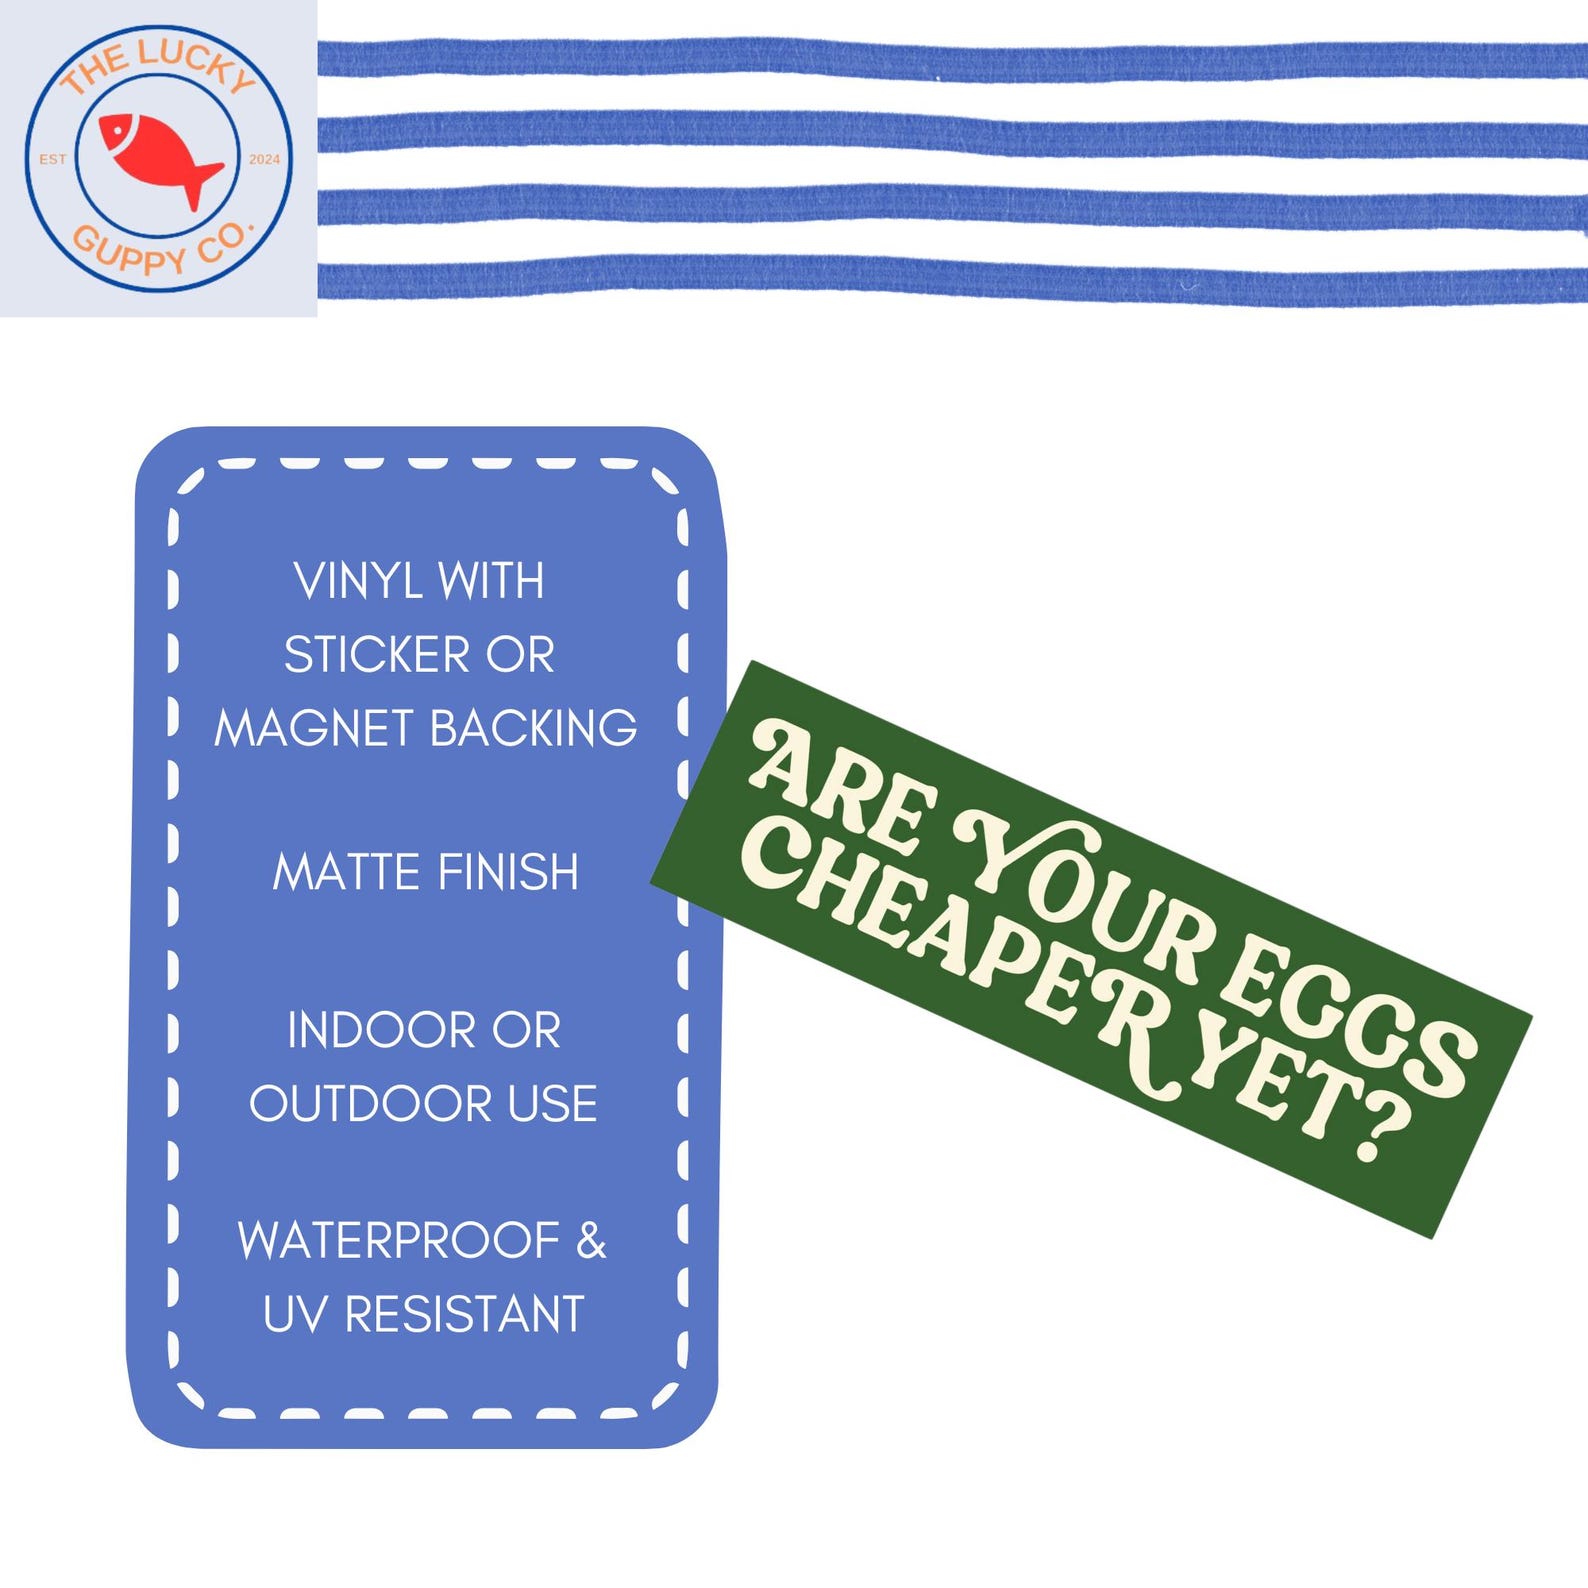 THE LUCKY
EST 2024
GUPPY CO.
VINYL WITH
STICKER OR
MAGNET BACKING
MATTE FINISH
INDOOR OR
OUTDOOR USE
WATERPROOF &
UV RESISTANT
ARE YOUR EGGS
CHEAPER YET?